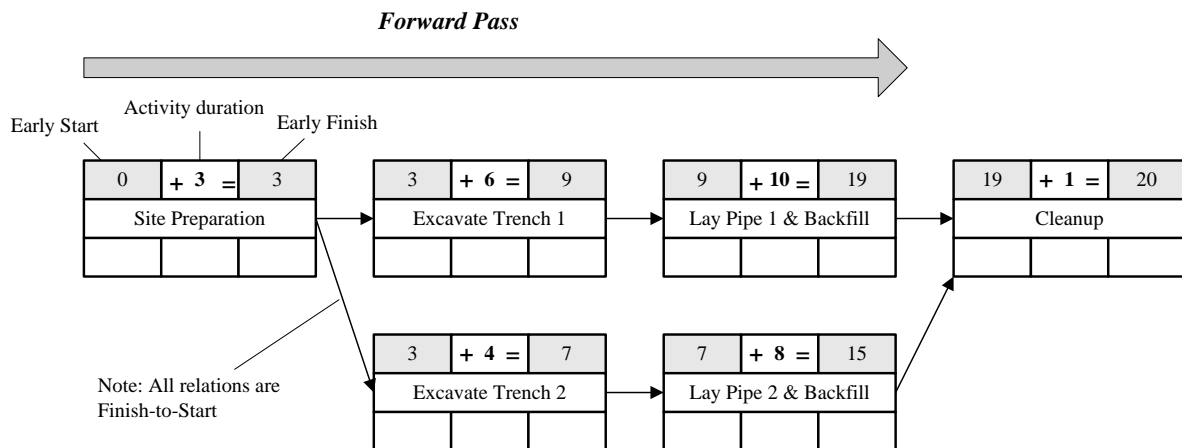 Forward Pass
Activity duration
Early Start
Early Finish
0 + 3 = 3
Site Preparation
3 + 6 = 9
Excavate Trench 1
9 + 10 = 19
Lay Pipe 1 & Backfill
19 + 1 = 20
Cleanup
3 + 4 = 7
Excavate Trench 2
7 + 8 = 15
Lay Pipe 2 & Backfill
Note: All relations are
Finish-to-Start